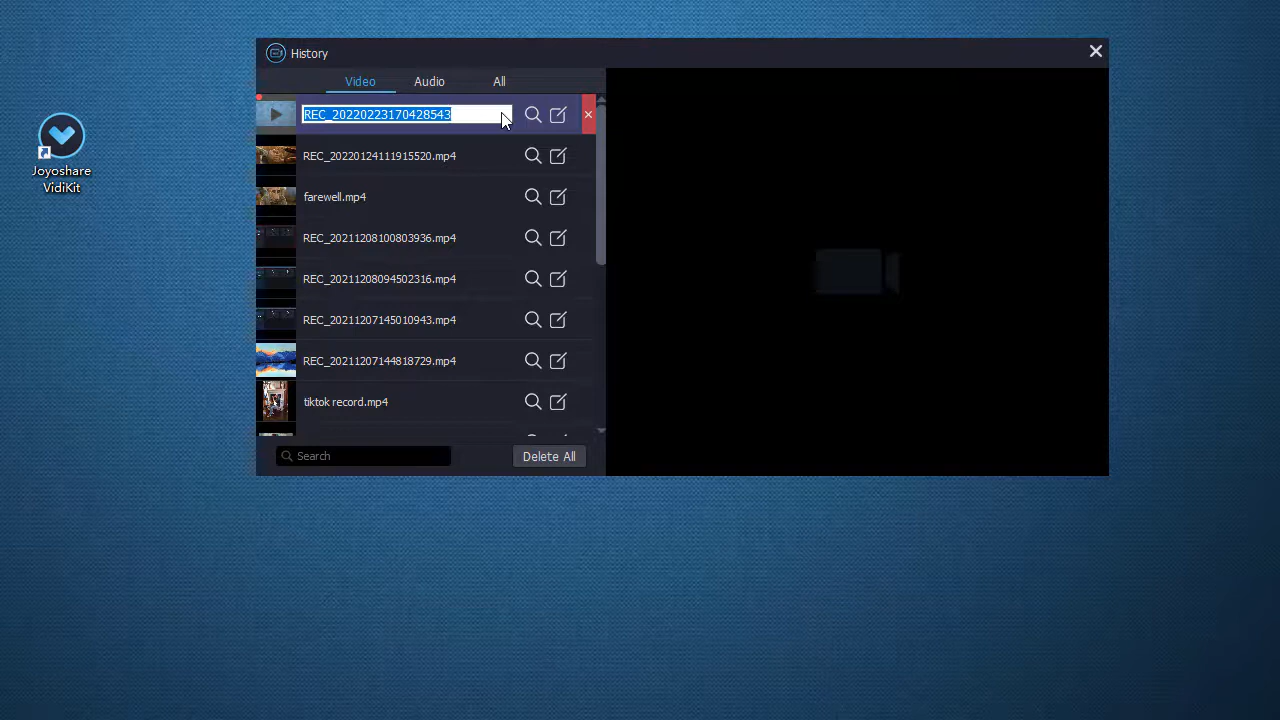 History
Video Audio All
REC_20220223170428543
REC_20220124111915520.mp4
farewell.mp4
REC_20211208100803936.mp4
REC_20211208094502316.mp4
REC_20211207145010943.mp4
REC_20211207144818729.mp4
tiktok record.mp4
Search
Delete All
Joyoshare
VidiKit